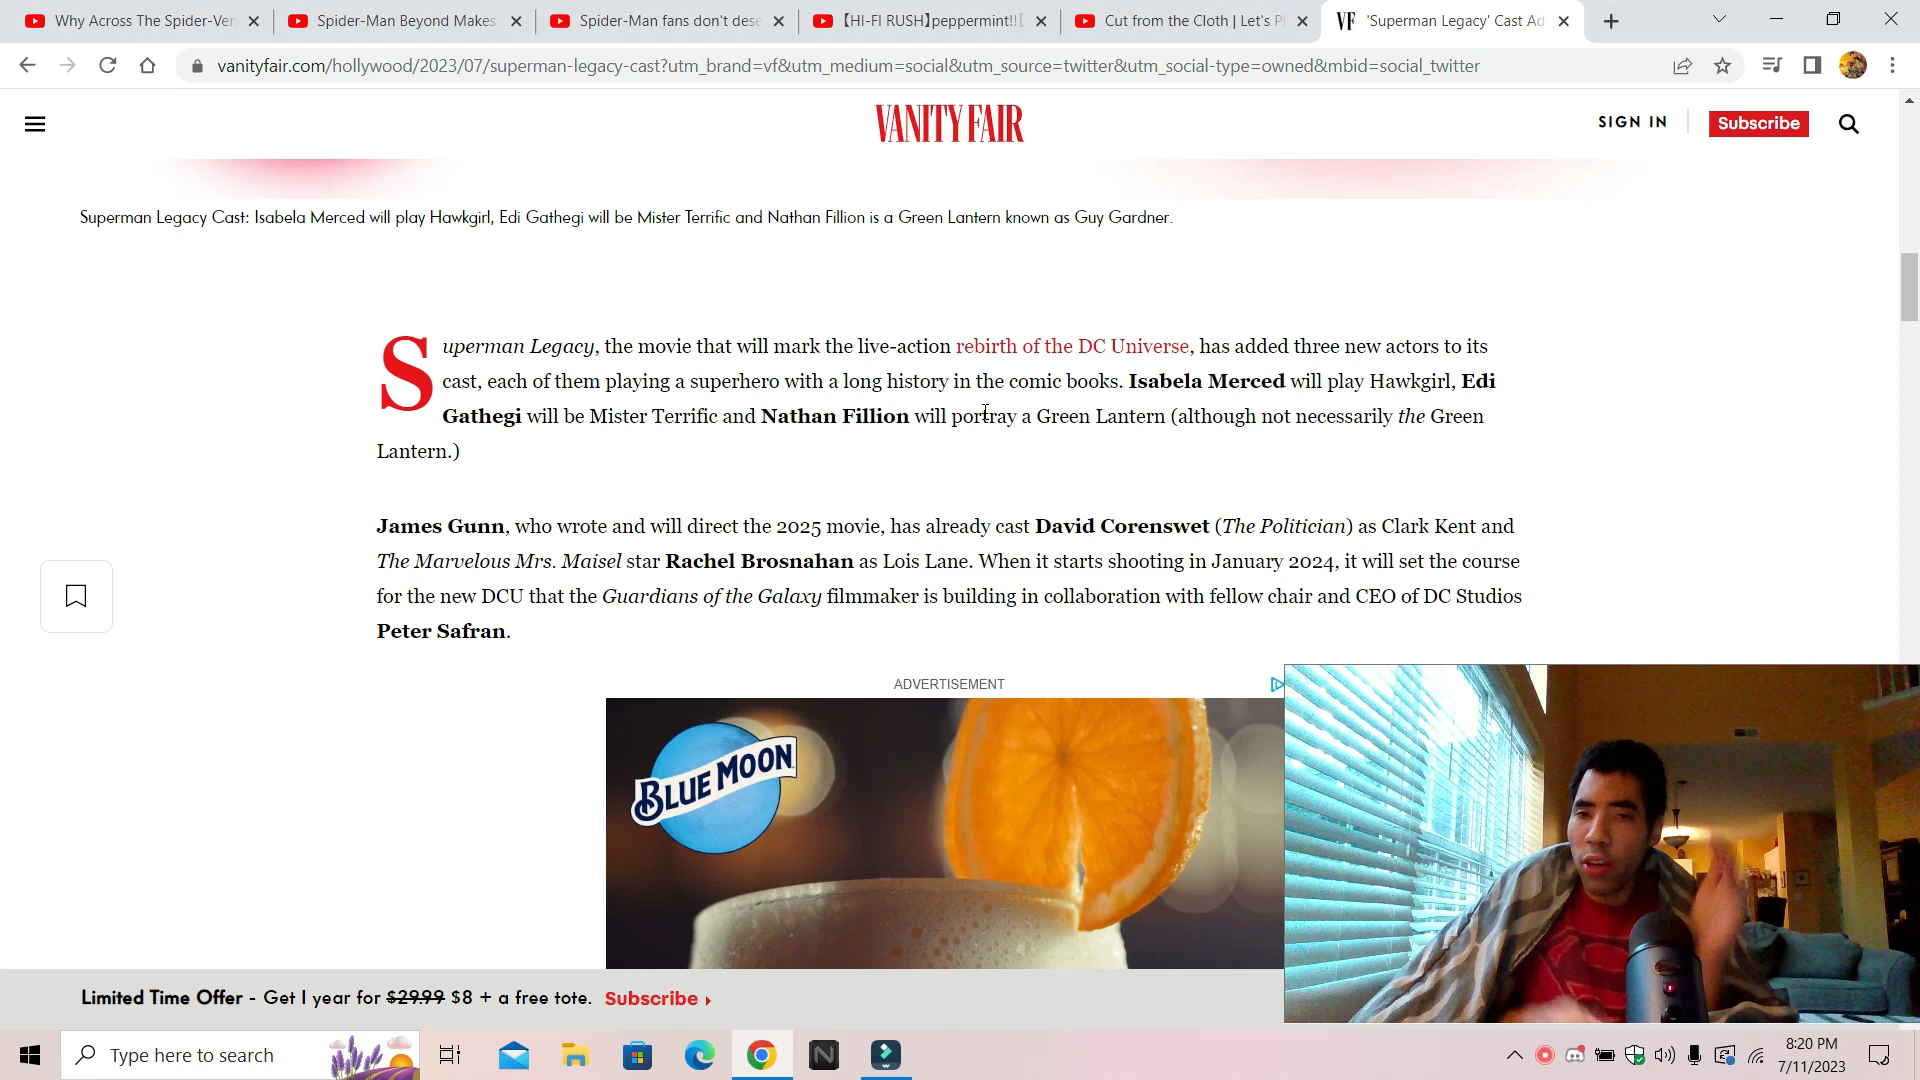 Why Across The Spider-Ver
Spider-Man Beyond Makes
Spider-Man fans don't dese
【HI-FI RUSH】peppermint!!【
Cut from the Cloth | Let's Pl
VF 'Superman Legacy' Cast Ad
vanityfair.com/hollywood/2023/07/superman-legacy-cast?utm_brand=vf&utm_medium=social&utm_source=twitter&utm_social-type=owned&mbid=social_twitter
VANITY FAIR
SIGN IN
Subscribe
Superman Legacy Cast: Isabela Merced will play Hawkgirl, Edi Gathegi will be Mister Terrific and Nathan Fillion is a Green Lantern known as Guy Gardner.
Superman Legacy, the movie that will mark the live-action rebirth of the DC Universe, has added three new actors to its
cast, each of them playing a superhero with a long history in the comic books. Isabela Merced will play Hawkgirl, Edi
Gathegi will be Mister Terrific and Nathan Fillion will portray a Green Lantern (although not necessarily the Green
Lantern.)
James Gunn, who wrote and will direct the 2025 movie, has already cast David Corenswet (The Politician) as Clark Kent and
The Marvelous Mrs. Maisel star Rachel Brosnahan as Lois Lane. When it starts shooting in January 2024, it will set the course
for the new DCU that the Guardians of the Galaxy filmmaker is building in collaboration with fellow chair and CEO of DC Studios
Peter Safran.
ADVERTISEMENT
BLUE MOON
Limited Time Offer - Get 1 year for $29.99 $8 + a free tote. Subscribe
Type here to search
N
8:20 PM
7/11/2023